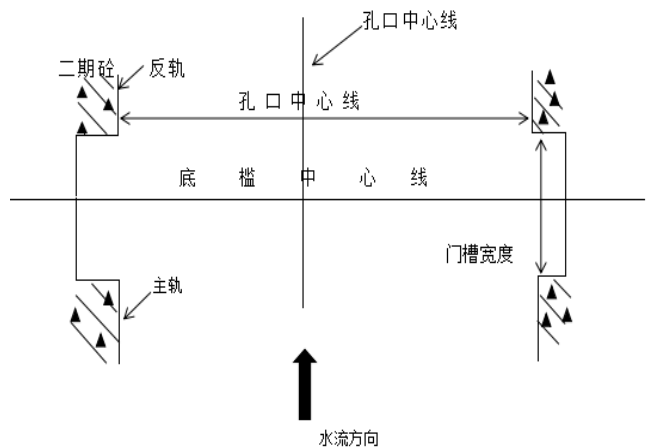 孔口中心线
二期砼
反轨
孔口中心线
底槛中心线
门槽宽度
主轨
水流方向